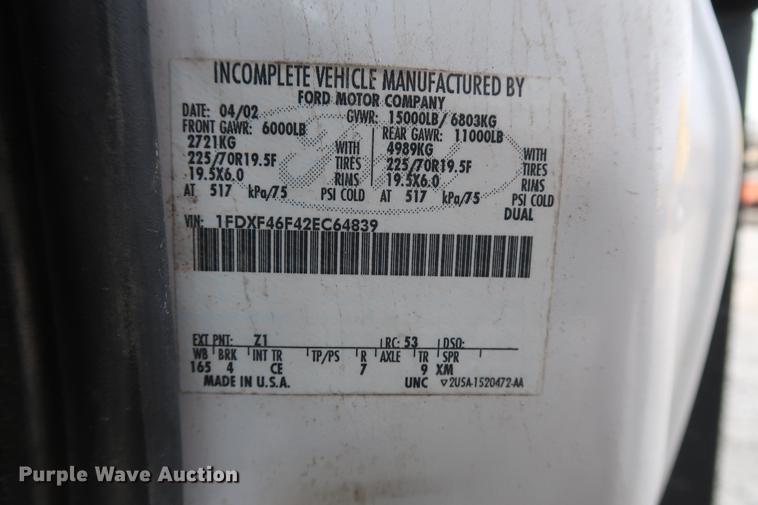 INCOMPLETE VEHICLE MANUFACTURED BY
FORD MOTOR COMPANY
DATE: 04/02 GVWR: 15000LB/ 6803KG
FRONT GAWR: 6000LB REAR GAWR: 11000LB
2721KG WITH 4989KG WITH
225/70R19.5F TIRES 225/70R19.5F TIRES
19.5X6.0 RIMS 19.5X6.0 RIMS
AT 517 kPa/75 PSI COLD AT 517 kPa/75 PSI COLD
DUAL
VIN: 1FDXF46F42EC64839
EXT PNT: Z1 RC: 53 DSO:
WB BRK INT TR TP/PS R AXLE TR SPR
165 4 CE 7 9 XM
MADE IN U.S.A. UNC ▽2U5A-1520472-AA
Purple Wave Auction